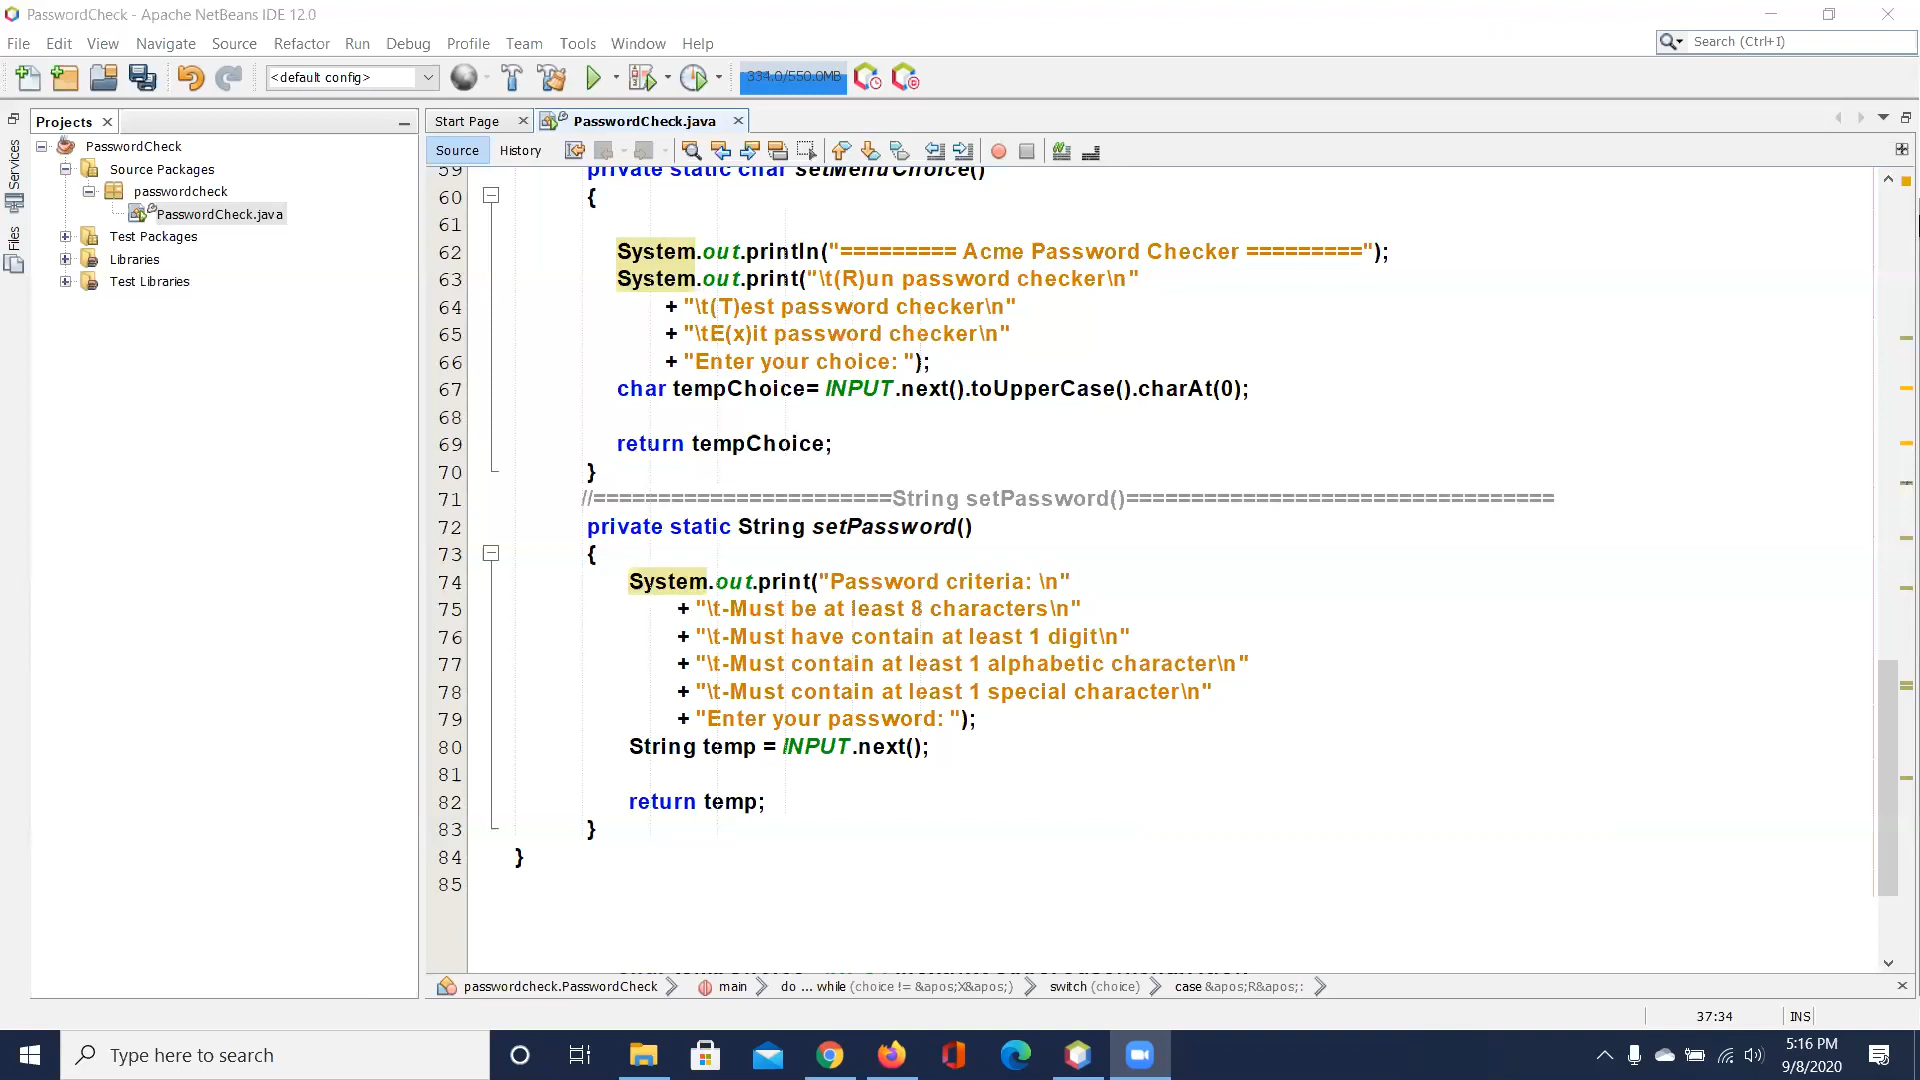 PasswordCheck - Apache NetBeans IDE 12.0
File Edit View Navigate Source Refactor Run Debug Profile Team Tools Window Help
Search (Ctrl+I)
<default config>
334.0/550.0MB
Projects
Start Page
PasswordCheck.java
Services
Files
PasswordCheck
Source Packages
passwordcheck
PasswordCheck.java
Test Packages
Libraries
Test Libraries
Source History
59 private static char setMenuChoice()
60 {
61
62 System.out.println("========= Acme Password Checker =========");
63 System.out.print("\t(R)un password checker\n"
64 + "\t(T)est password checker\n"
65 + "\tE(x)it password checker\n"
66 + "Enter your choice: ");
67 char tempChoice= INPUT.next().toUpperCase().charAt(0);
68
69 return tempChoice;
70 }
71 //=======================String setPassword()=================================
72 private static String setPassword()
73 {
74 System.out.print("Password criteria: \n"
75 + "\t-Must be at least 8 characters\n"
76 + "\t-Must have contain at least 1 digit\n"
77 + "\t-Must contain at least 1 alphabetic character\n"
78 + "\t-Must contain at least 1 special character\n"
79 + "Enter your password: ");
80 String temp = INPUT.next();
81
82 return temp;
83 }
84 }
85
passwordcheck.PasswordCheck main do ... while (choice != &apos;X&apos;) switch (choice) case &apos;R&apos;:
37:34 INS
Type here to search
5:16 PM
9/8/2020